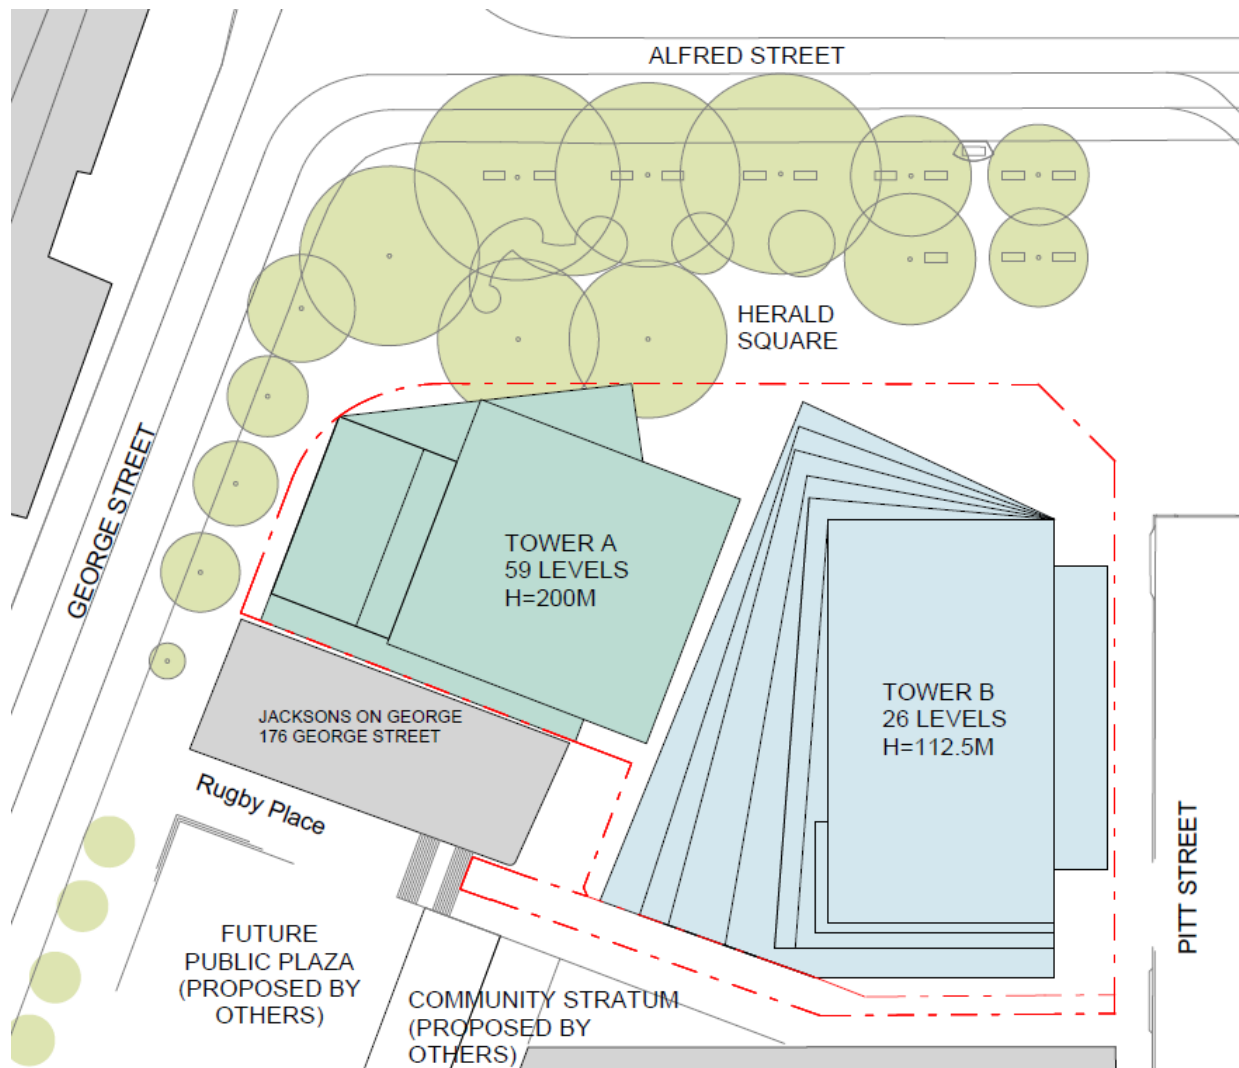 ALFRED STREET
HERALD
SQUARE
GEORGE STREET
TOWER A
59 LEVELS
H=200M
TOWER B
26 LEVELS
H=112.5M
JACKSONS ON GEORGE
176 GEORGE STREET
Rugby Place
PITT STREET
FUTURE
PUBLIC PLAZA
(PROPOSED BY
OTHERS)
COMMUNITY STRATUM
(PROPOSED BY
OTHERS)